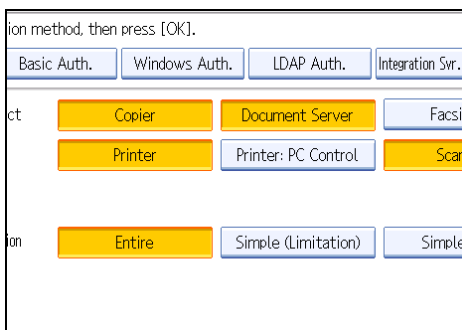 ion method, then press [OK].
Basic Auth. Windows Auth. LDAP Auth. Integration Svr.
ct Copier Document Server Facsi
Printer Printer: PC Control Scan
ion Entire Simple (Limitation) Simple